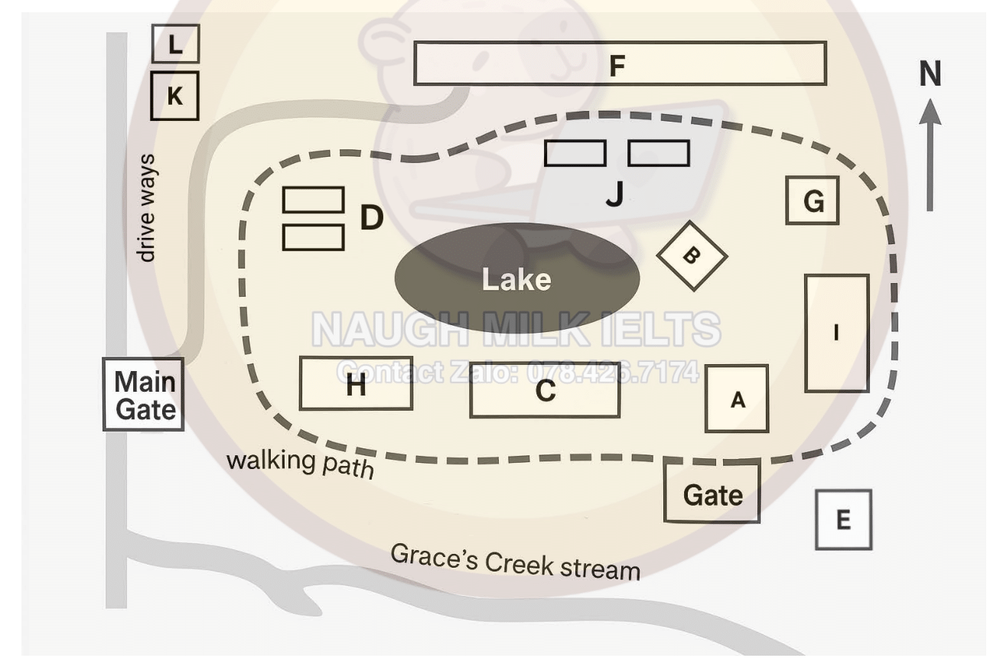 L
K
F
N
drive ways
D
J
G
B
Lake
I
NAUGH MILK IELTS
Contact Zalo: 078.426.7174
Main
Gate
H
C
A
walking path
Gate
E
Grace's Creek stream